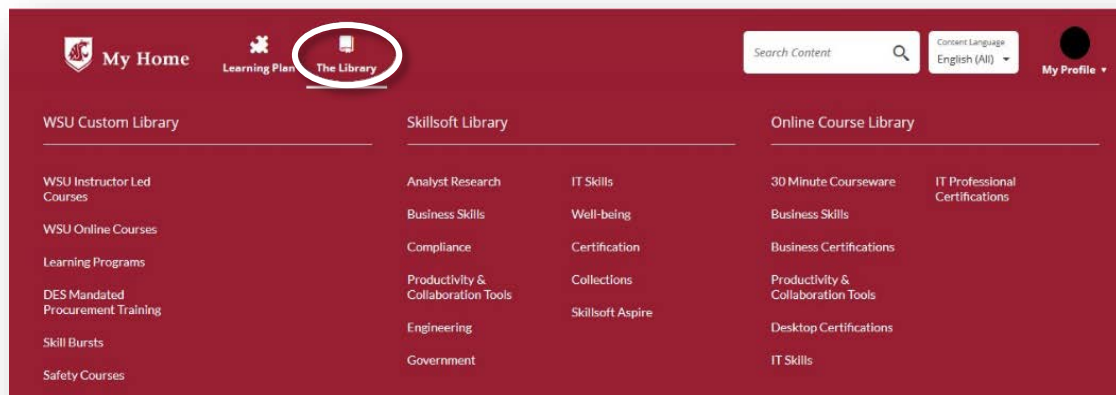 My Home
Learning Plan
The Library
Search Content
Content Language
English (All)
My Profile
WSU Custom Library
WSU Instructor Led
Courses
WSU Online Courses
Learning Programs
DES Mandated
Procurement Training
Skill Bursts
Safety Courses
Skillsoft Library
Analyst Research
Business Skills
Compliance
Productivity &
Collaboration Tools
Engineering
Government
IT Skills
Well-being
Certification
Collections
Skillsoft Aspire
Online Course Library
30 Minute Courseware
Business Skills
Business Certifications
Productivity &
Collaboration Tools
Desktop Certifications
IT Skills
IT Professional
Certifications